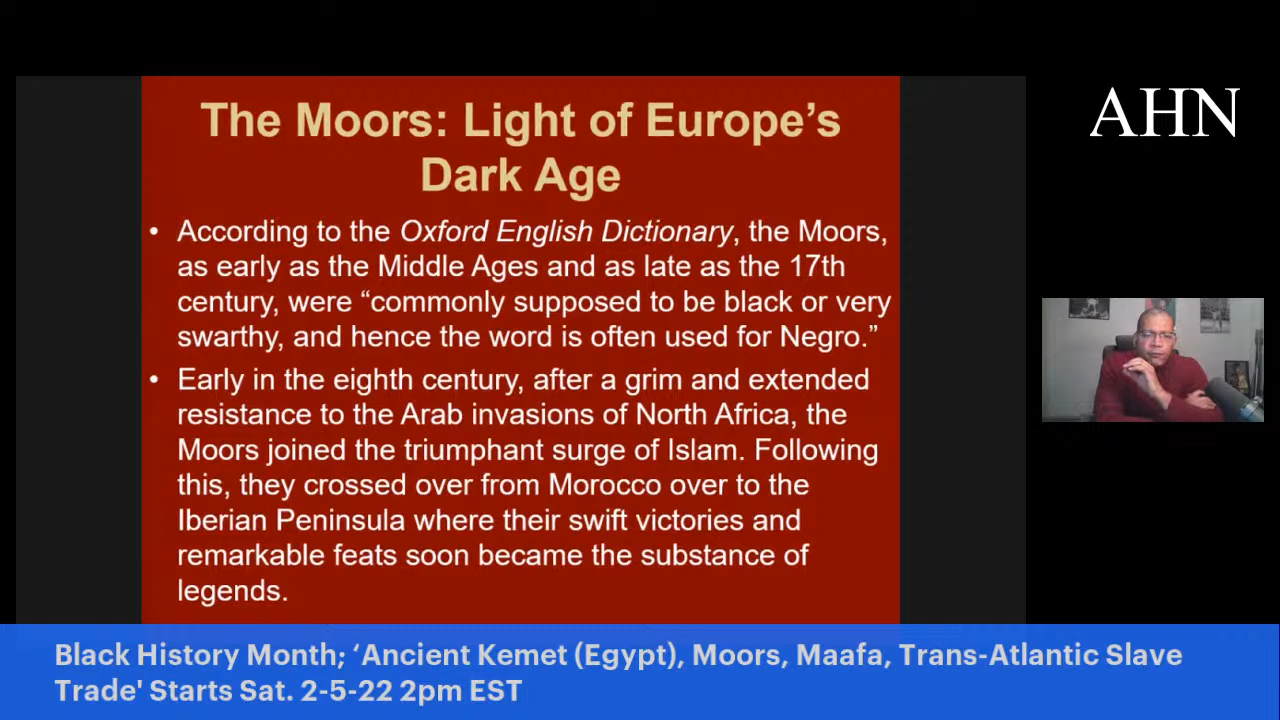 The Moors: Light of Europe’s
Dark Age
• According to the Oxford English Dictionary, the Moors,
as early as the Middle Ages and as late as the 17th
century, were “commonly supposed to be black or very
swarthy, and hence the word is often used for Negro.”
• Early in the eighth century, after a grim and extended
resistance to the Arab invasions of North Africa, the
Moors joined the triumphant surge of Islam. Following
this, they crossed over from Morocco over to the
Iberian Peninsula where their swift victories and
remarkable feats soon became the substance of
legends.
AHN
Black History Month; ‘Ancient Kemet (Egypt), Moors, Maafa, Trans-Atlantic Slave
Trade' Starts Sat. 2-5-22 2pm EST